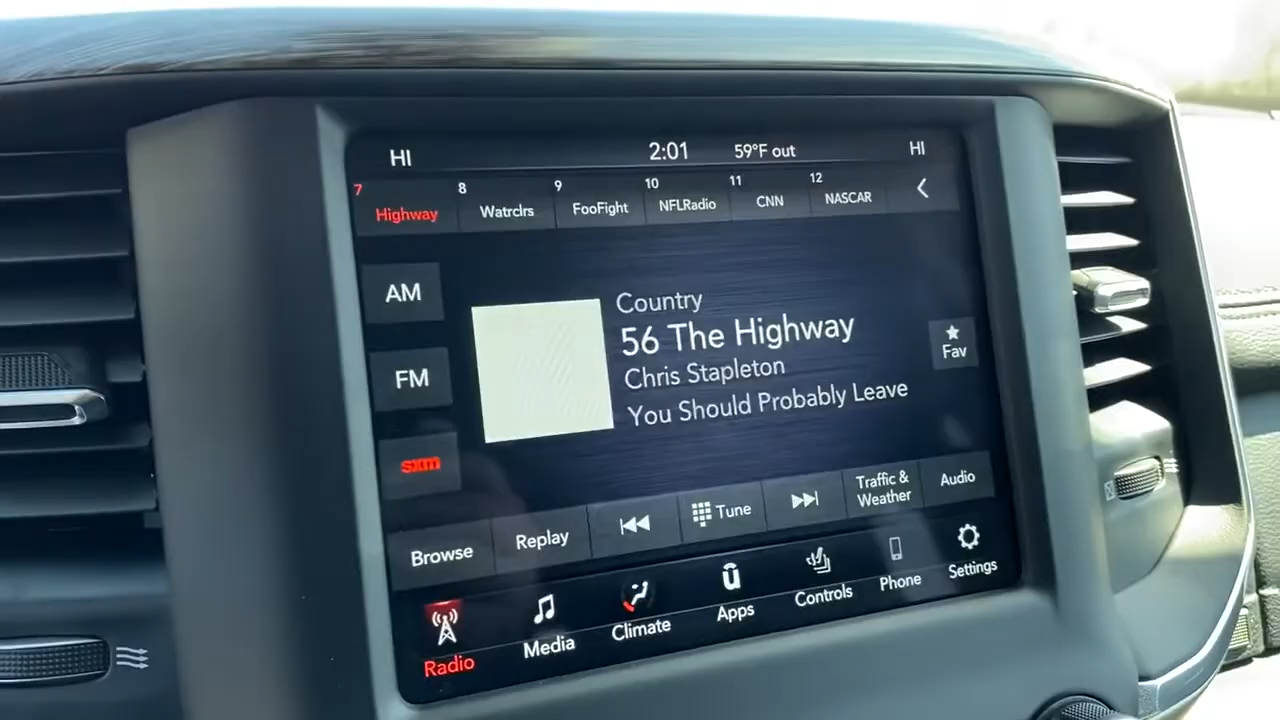 HI 2:01 59°F out HI
7 Highway 8 Watrclrs 9 FooFight 10 NFLRadio 11 CNN 12 NASCAR
AM
FM
sxm
Country
56 The Highway
Chris Stapleton
You Should Probably Leave
Fav
Browse Replay Tune Traffic & Weather Audio
Radio Media Climate Apps Controls Phone Settings